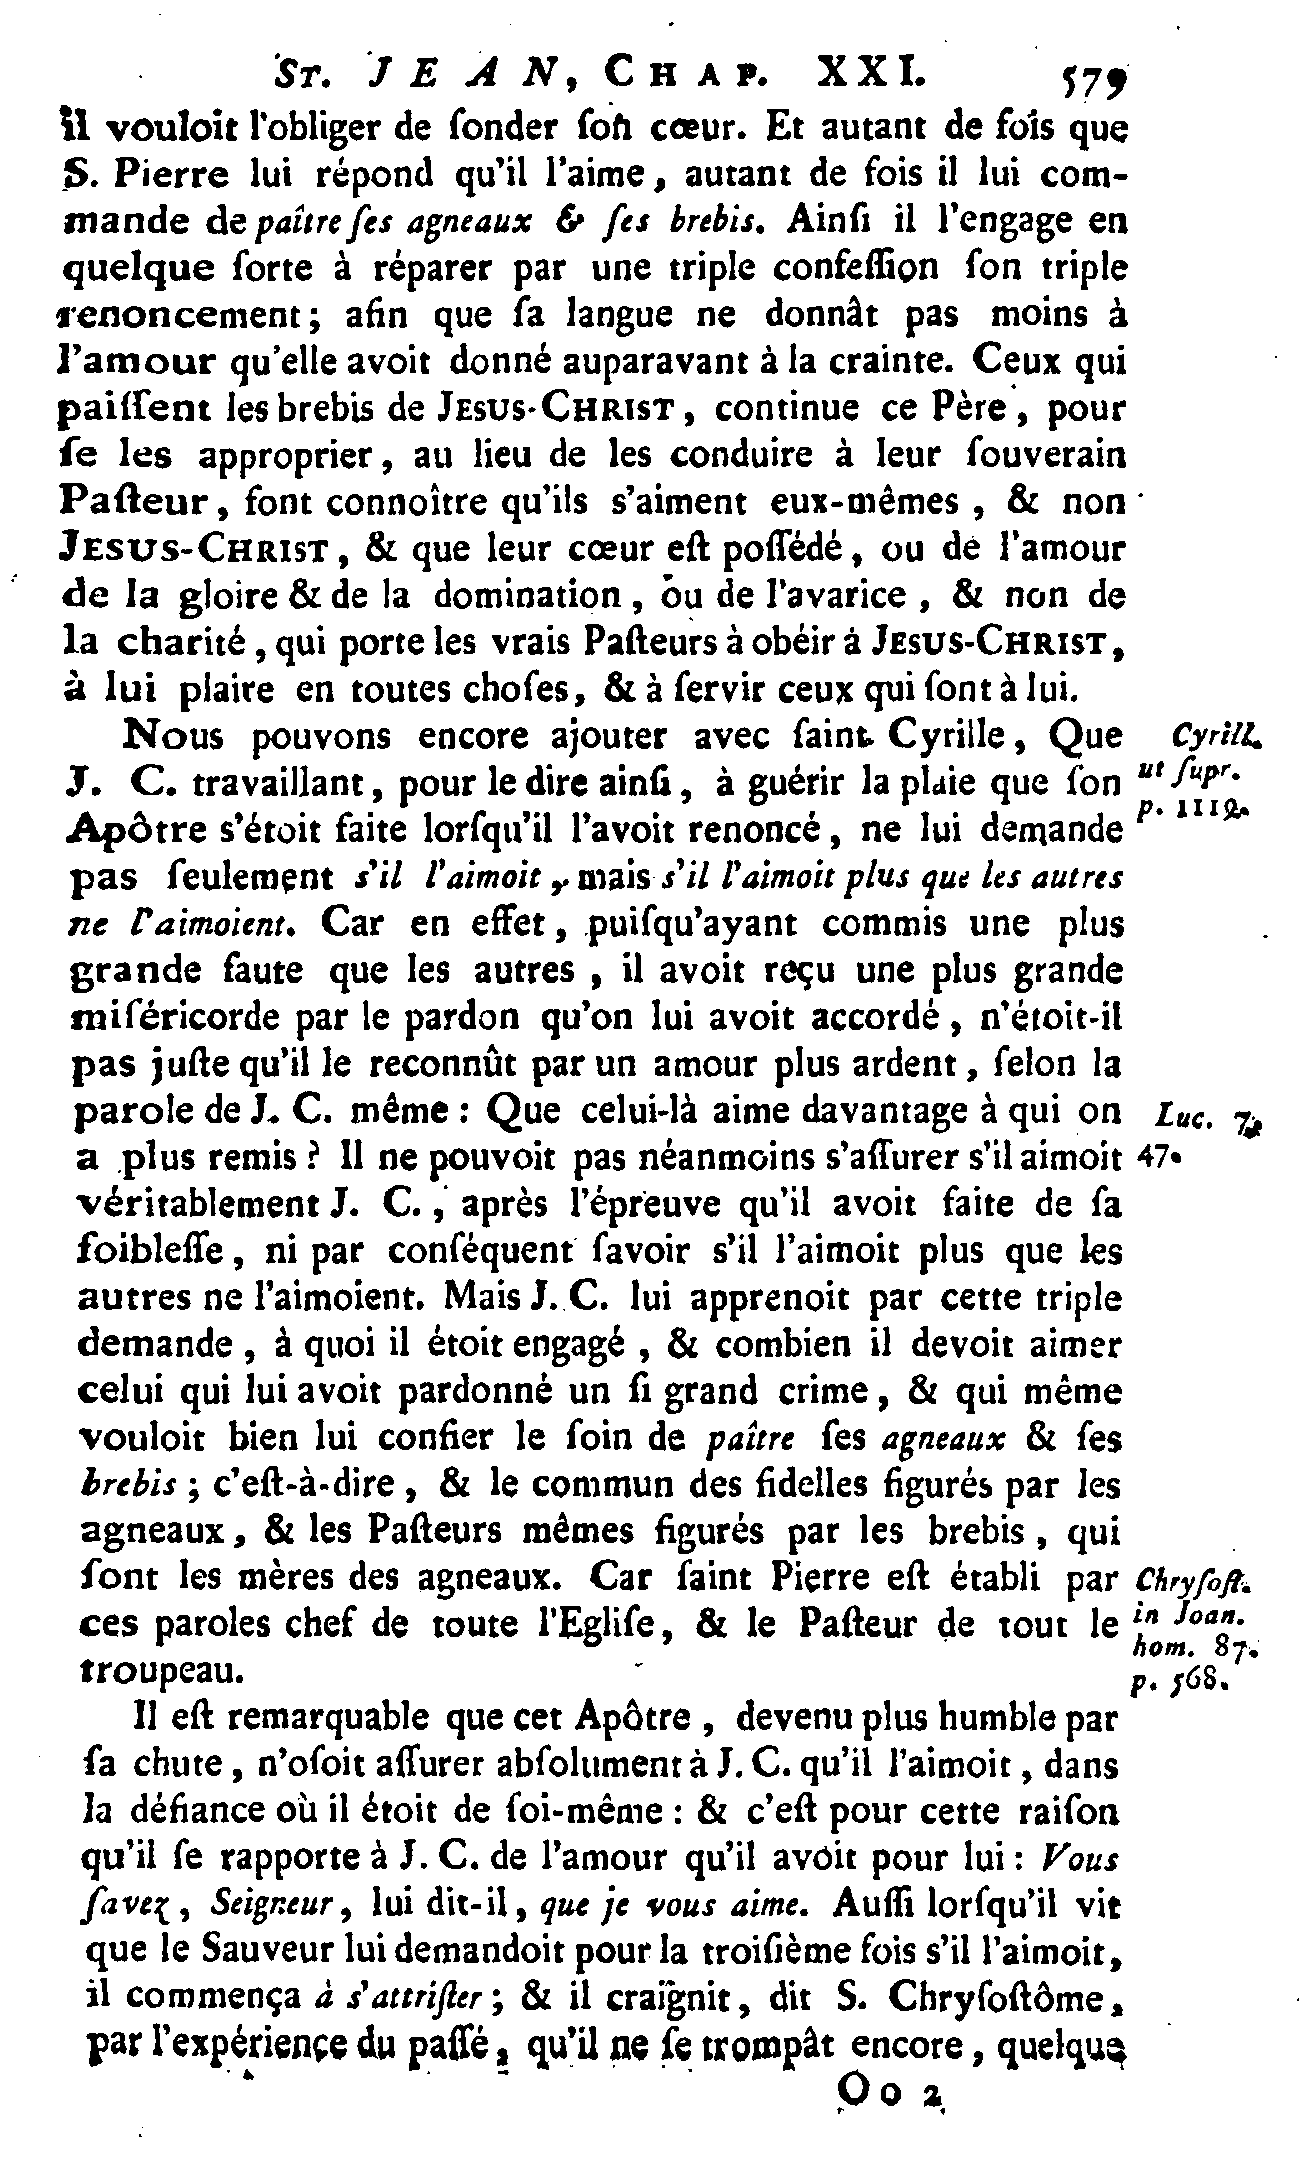 ST. JEAN, CHAP. XXI. 579
il vouloit l'obliger de ſonder ſon cœur. Et autant de fois que
S. Pierre lui répond qu'il l'aime, autant de fois il lui com-
mande de paître ſes agneaux & ſes brebis. Ainſi il l'engage en
quelque ſorte à réparer par une triple confeſſion ſon triple
renoncement; afin que ſa langue ne donnât pas moins à
l'amour qu'elle avoit donné auparavant à la crainte. Ceux qui
paiſſent les brebis de JESUS-CHRIST, continue ce Père, pour
ſe les approprier, au lieu de les conduire à leur ſouverain
Paſteur, font connoître qu'ils s'aiment eux-mêmes, & non
JESUS-CHRIST, & que leur cœur eſt poſſédé, ou de l'amour
de la gloire & de la domination, ou de l'avarice, & non de
la charité, qui porte les vrais Paſteurs à obéir à JESUS-CHRIST,
à lui plaire en toutes choſes, & à ſervir ceux qui ſont à lui.
Nous pouvons encore ajouter avec ſaint Cyrille, Que Cyrill.
J. C. travaillant, pour le dire ainſi, à guérir la plaie que ſon ut ſupr.
Apôtre s'étoit faite lorſqu'il l'avoit renoncé, ne lui demande p. 1119.
pas ſeulement s'il l'aimoit, mais s'il l'aimoit plus que les autres
ne l'aimoient. Car en effet, puiſqu'ayant commis une plus
grande faute que les autres, il avoit reçu une plus grande
miſéricorde par le pardon qu'on lui avoit accordé, n'étoit-il
pas juſte qu'il le reconnût par un amour plus ardent, ſelon la
parole de J. C. même : Que celui-là aime davantage à qui on Luc. 7.
a plus remis ? Il ne pouvoit pas néanmoins s'aſſurer s'il aimoit 47.
véritablement J. C., après l'épreuve qu'il avoit faite de ſa
foibleſſe, ni par conſéquent ſavoir s'il l'aimoit plus que les
autres ne l'aimoient. Mais J. C. lui apprenoit par cette triple
demande, à quoi il étoit engagé, & combien il devoit aimer
celui qui lui avoit pardonné un ſi grand crime, & qui même
vouloit bien lui confier le ſoin de paître ſes agneaux & ſes
brebis ; c'eſt-à-dire, & le commun des fidelles figurés par les
agneaux, & les Paſteurs mêmes figurés par les brebis, qui
ſont les mères des agneaux. Car ſaint Pierre eſt établi par Chryſoſt.
ces paroles chef de toute l'Egliſe, & le Paſteur de tout le in Joan.
hom. 87.
troupeau. p. 568.
Il eſt remarquable que cet Apôtre, devenu plus humble par
ſa chute, n'oſoit aſſurer abſolument à J. C. qu'il l'aimoit, dans
la défiance où il étoit de ſoi-même : & c'eſt pour cette raiſon
qu'il ſe rapporte à J. C. de l'amour qu'il avoit pour lui : Vous
ſavez, Seigneur, lui dit-il, que je vous aime. Auſſi lorſqu'il vit
que le Sauveur lui demandoit pour la troiſième fois s'il l'aimoit,
il commença à s'attriſter ; & il craignit, dit S. Chryſoſtôme,
par l'expérience du paſſé, qu'il ne ſe trompât encore, quelque
Oo 2